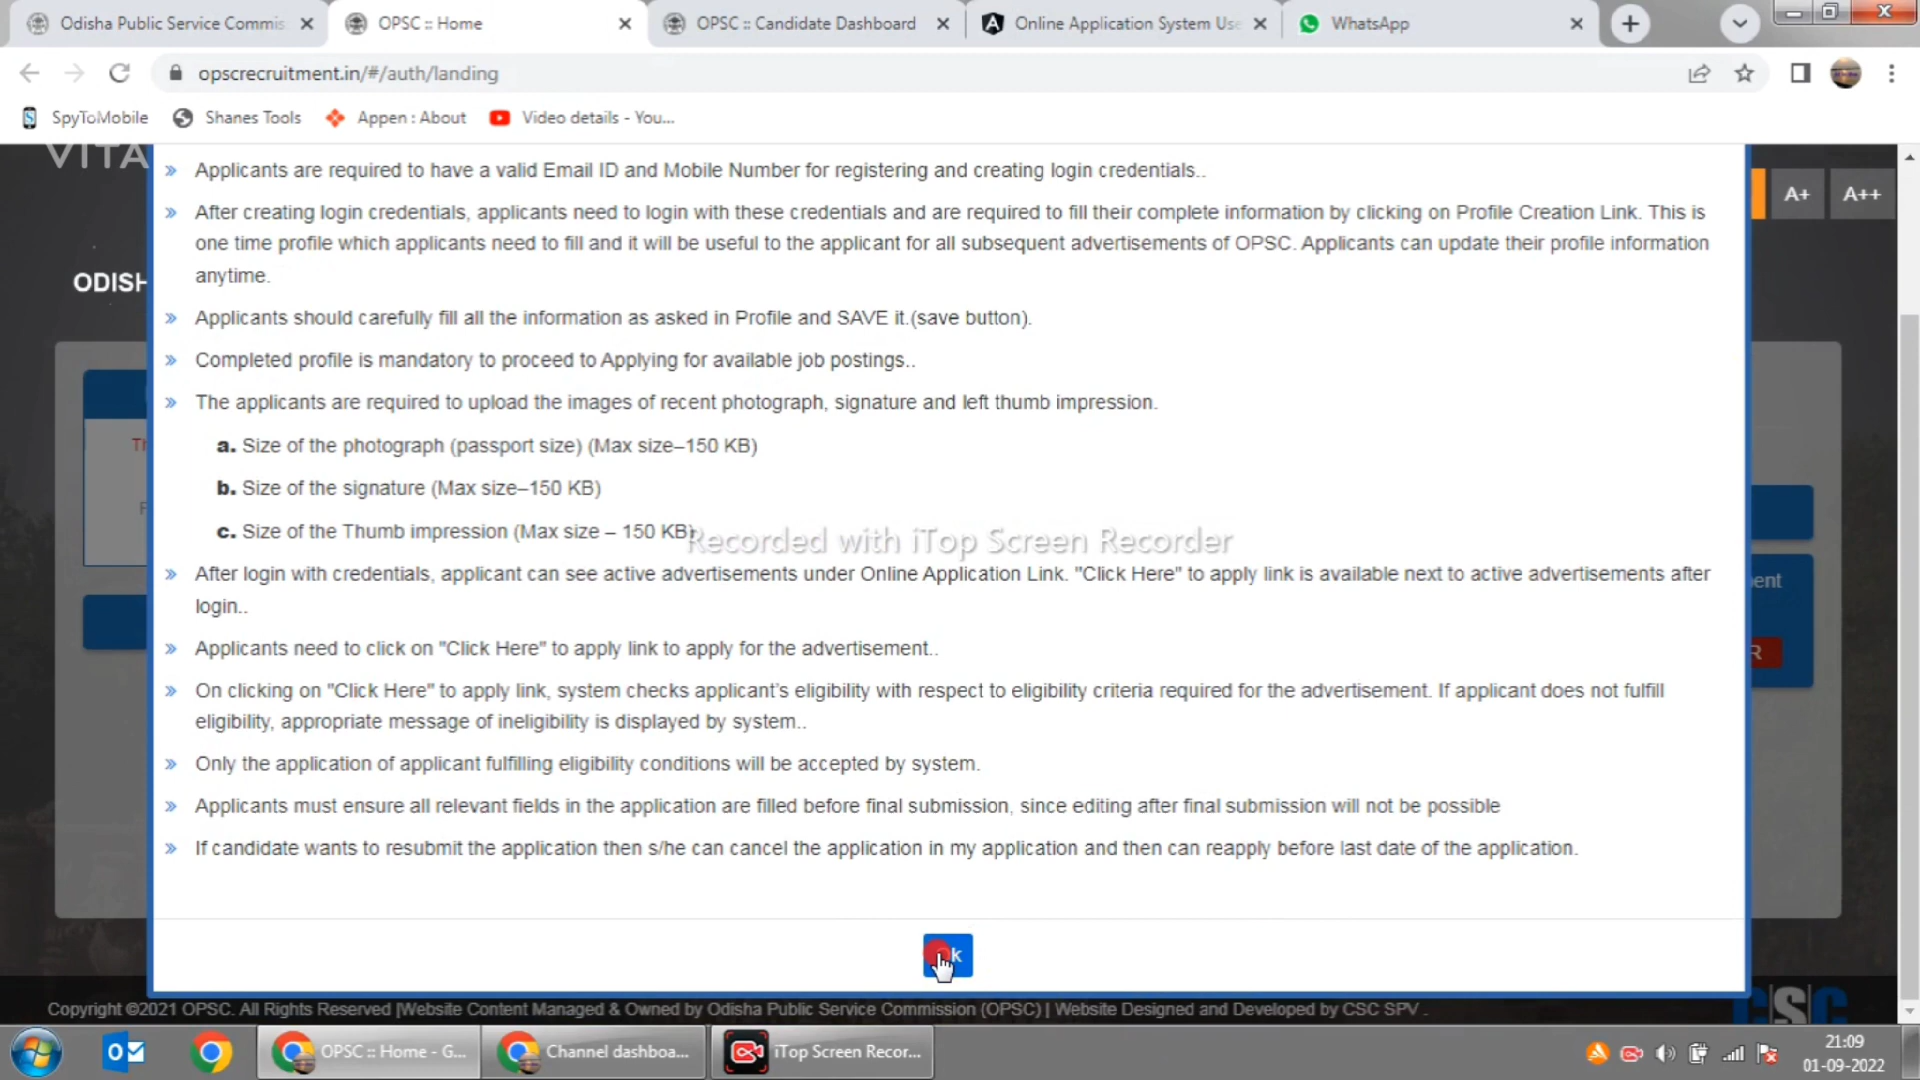 Odisha Public Service Commis
OPSC :: Home
OPSC :: Candidate Dashboard
Online Application System Use
WhatsApp
opscrecruitment.in/#/auth/landing
SpyToMobile
Shanes Tools
Appen : About
Video details - You...
VITA
A+
A++
ODISH
Applicants are required to have a valid Email ID and Mobile Number for registering and creating login credentials..
After creating login credentials, applicants need to login with these credentials and are required to fill their complete information by clicking on Profile Creation Link. This is
one time profile which applicants need to fill and it will be useful to the applicant for all subsequent advertisements of OPSC. Applicants can update their profile information
anytime.
Applicants should carefully fill all the information as asked in Profile and SAVE it.(save button).
Completed profile is mandatory to proceed to Applying for available job postings..
The applicants are required to upload the images of recent photograph, signature and left thumb impression.
a. Size of the photograph (passport size) (Max size–150 KB)
b. Size of the signature (Max size–150 KB)
c. Size of the Thumb impression (Max size – 150 KB)
Recorded with iTop Screen Recorder
After login with credentials, applicant can see active advertisements under Online Application Link. "Click Here" to apply link is available next to active advertisements after
login..
Applicants need to click on "Click Here" to apply link to apply for the advertisement..
On clicking on "Click Here" to apply link, system checks applicant's eligibility with respect to eligibility criteria required for the advertisement. If applicant does not fulfill
eligibility, appropriate message of ineligibility is displayed by system..
Only the application of applicant fulfilling eligibility conditions will be accepted by system.
Applicants must ensure all relevant fields in the application are filled before final submission, since editing after final submission will not be possible
If candidate wants to resubmit the application then s/he can cancel the application in my application and then can reapply before last date of the application.
Copyright ©2021 OPSC. All Rights Reserved |Website Content Managed & Owned by Odisha Public Service Commission (OPSC) | Website Designed and Developed by CSC SPV .
OPSC :: Home - G...
Channel dashboa...
iTop Screen Recor...
21:09
01-09-2022